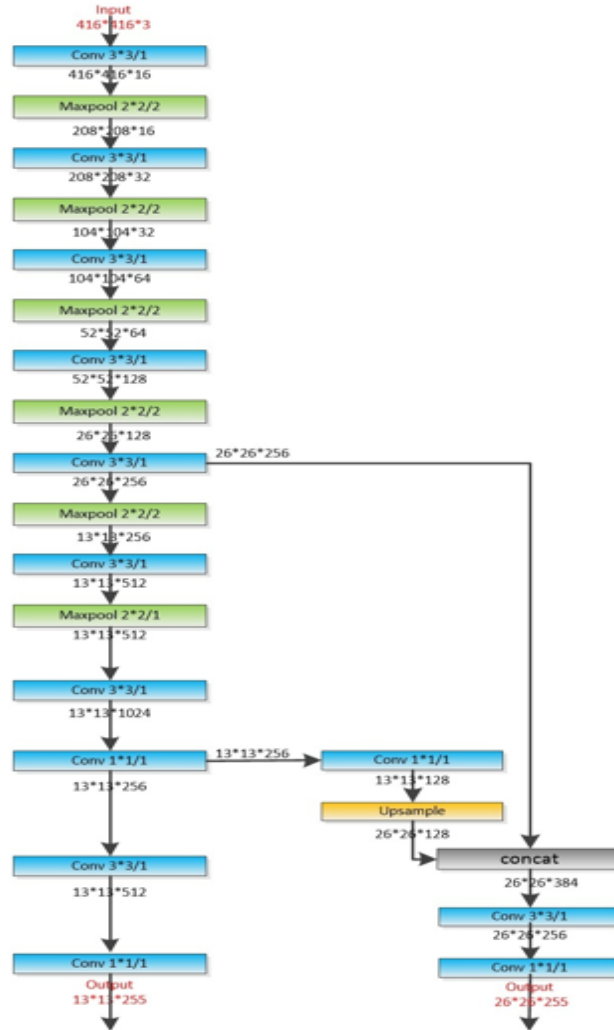 Input
416*416*3
Conv 3*3/1
416*416*16
Maxpool 2*2/2
208*208*16
Conv 3*3/1
208*208*32
Maxpool 2*2/2
104*104*32
Conv 3*3/1
104*104*64
Maxpool 2*2/2
52*52*64
Conv 3*3/1
52*52*128
Maxpool 2*2/2
26*26*128
Conv 3*3/1
26*26*256
26*26*256
Maxpool 2*2/2
13*13*256
Conv 3*3/1
13*13*512
Maxpool 2*2/1
13*13*512
Conv 3*3/1
13*13*1024
Conv 1*1/1
13*13*256
13*13*256
Conv 3*3/1
13*13*512
Conv 1*1/1
Output
13*13*255
Conv 1*1/1
13*13*128
Upsample
26*26*128
concat
26*26*384
Conv 3*3/1
26*26*256
Conv 1*1/1
Output
26*26*255